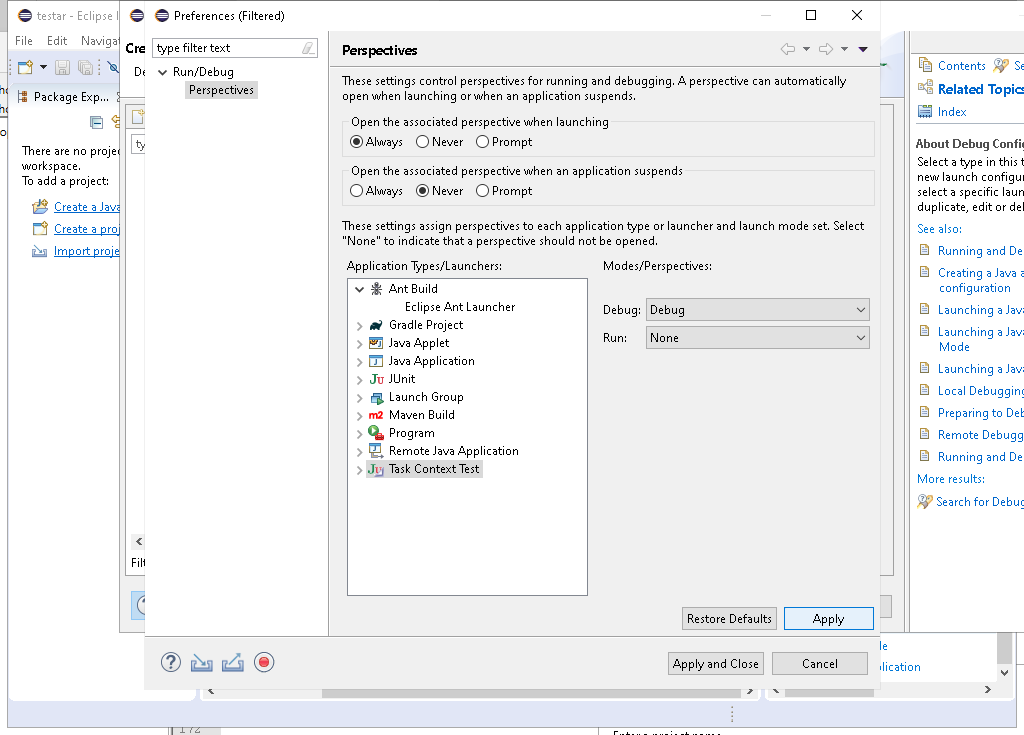 testar - Eclipse I
File Edit Navigat
Package Exp...
There are no projec
workspace.
To add a project:
Create a Java
Create a proj
Import proje
Cre
De
ty
Filt
Preferences (Filtered)
type filter text
Run/Debug
Perspectives
Perspectives
These settings control perspectives for running and debugging. A perspective can automatically
open when launching or when an application suspends.
Open the associated perspective when launching
Always Never Prompt
Open the associated perspective when an application suspends
Always Never Prompt
These settings assign perspectives to each application type or launcher and launch mode set. Select
"None" to indicate that a perspective should not be opened.
Application Types/Launchers:
Modes/Perspectives:
Ant Build
Eclipse Ant Launcher
Gradle Project
Java Applet
Java Application
JUnit
Launch Group
Maven Build
Program
Remote Java Application
Task Context Test
Debug: Debug
Run: None
Restore Defaults
Apply
Apply and Close
Cancel
Contents Se
Related Topics
Index
About Debug Config
Select a type in this t
new launch configur
select a specific laun
duplicate, edit or del
See also:
Running and De
Creating a Java a
configuration
Launching a Java
Launching a Java
Mode
Launching a Java
Local Debugging
Preparing to Deb
Remote Debugg
Running and De
More results:
Search for Debug
le
plication
172
Enter a project name